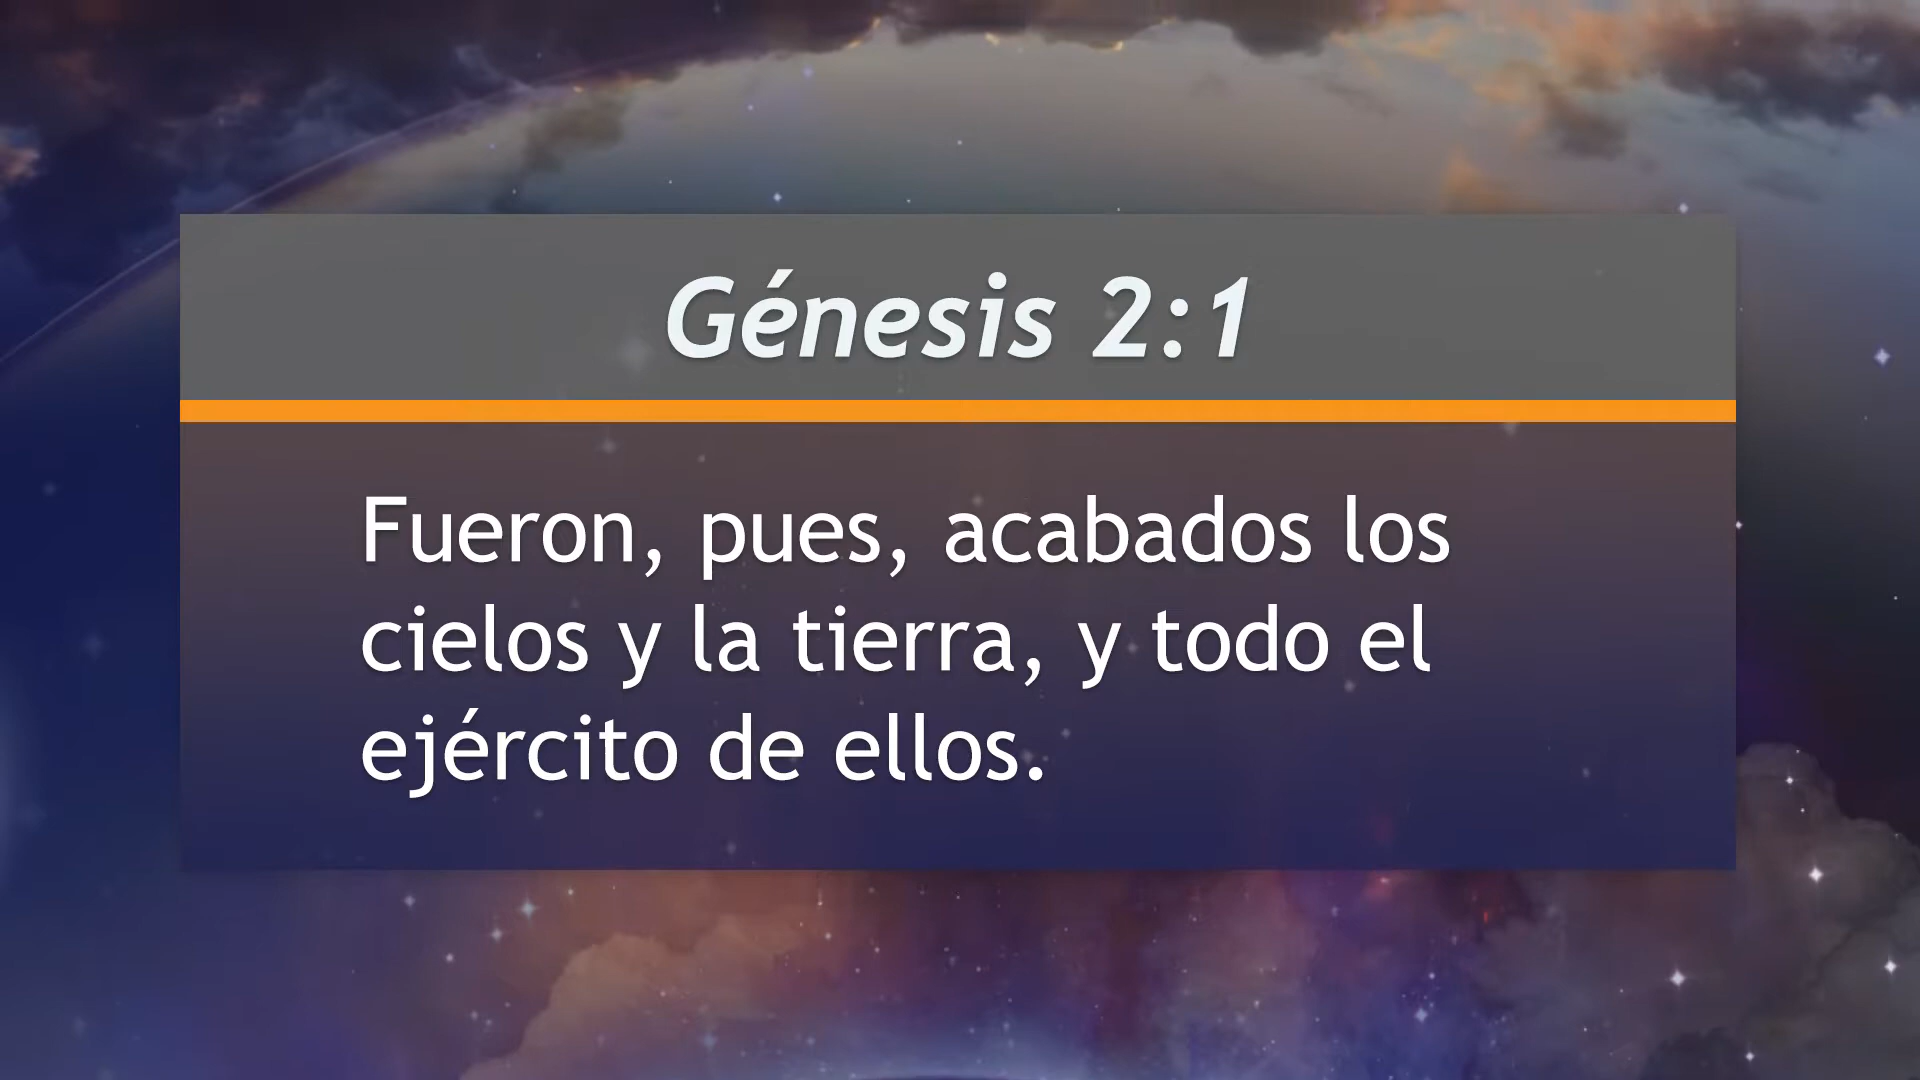 Génesis 2:1
Fueron, pues, acabados los
cielos y la tierra, y todo el
ejército de ellos.